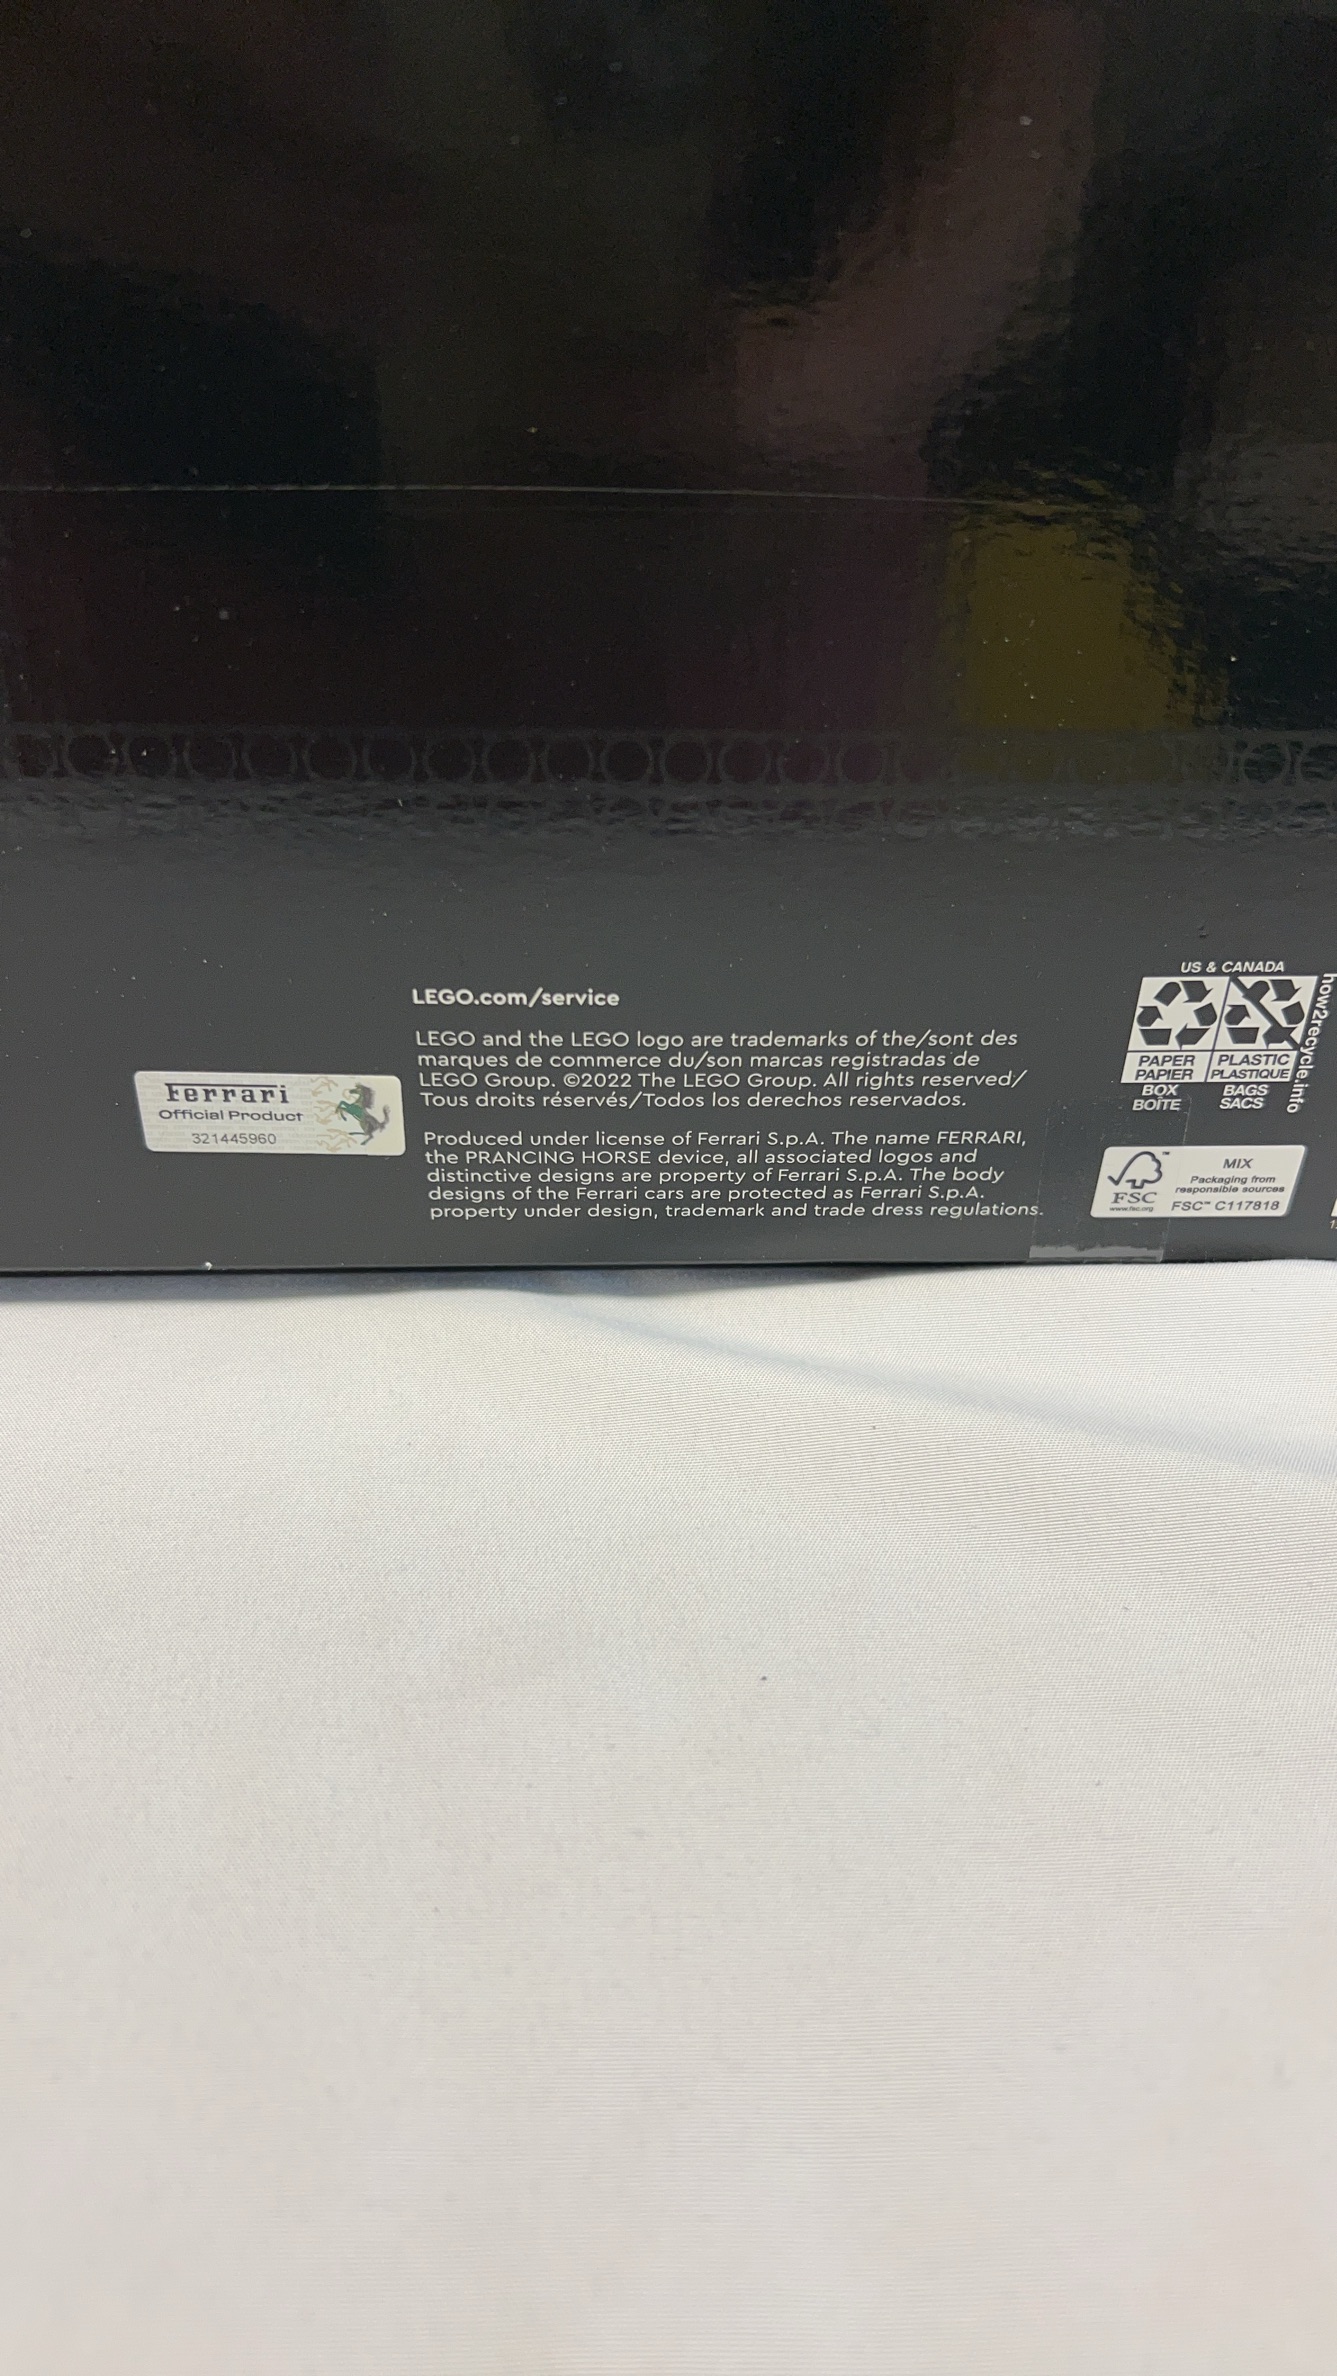 LEGO.com/service
LEGO and the LEGO logo are trademarks of the/sont des
marques de commerce du/son marcas registradas de
LEGO Group. ©2022 The LEGO Group. All rights reserved/
Tous droits réservés/Todos los derechos reservados.
Produced under license of Ferrari S.p.A. The name FERRARI,
the PRANCING HORSE device, all associated logos and
distinctive designs are property of Ferrari S.p.A. The body
designs of the Ferrari cars are protected as Ferrari S.p.A.
property under design, trademark and trade dress regulations.
Ferrari
Official Product
321445960
US & CANADA
PAPER
PAPIER
BOX
BOÎTE
PLASTIC
PLASTIQUE
BAGS
SACS
how2recycle.info
FSC™
www.fsc.org
MIX
Packaging from
responsible sources
FSC™ C117818